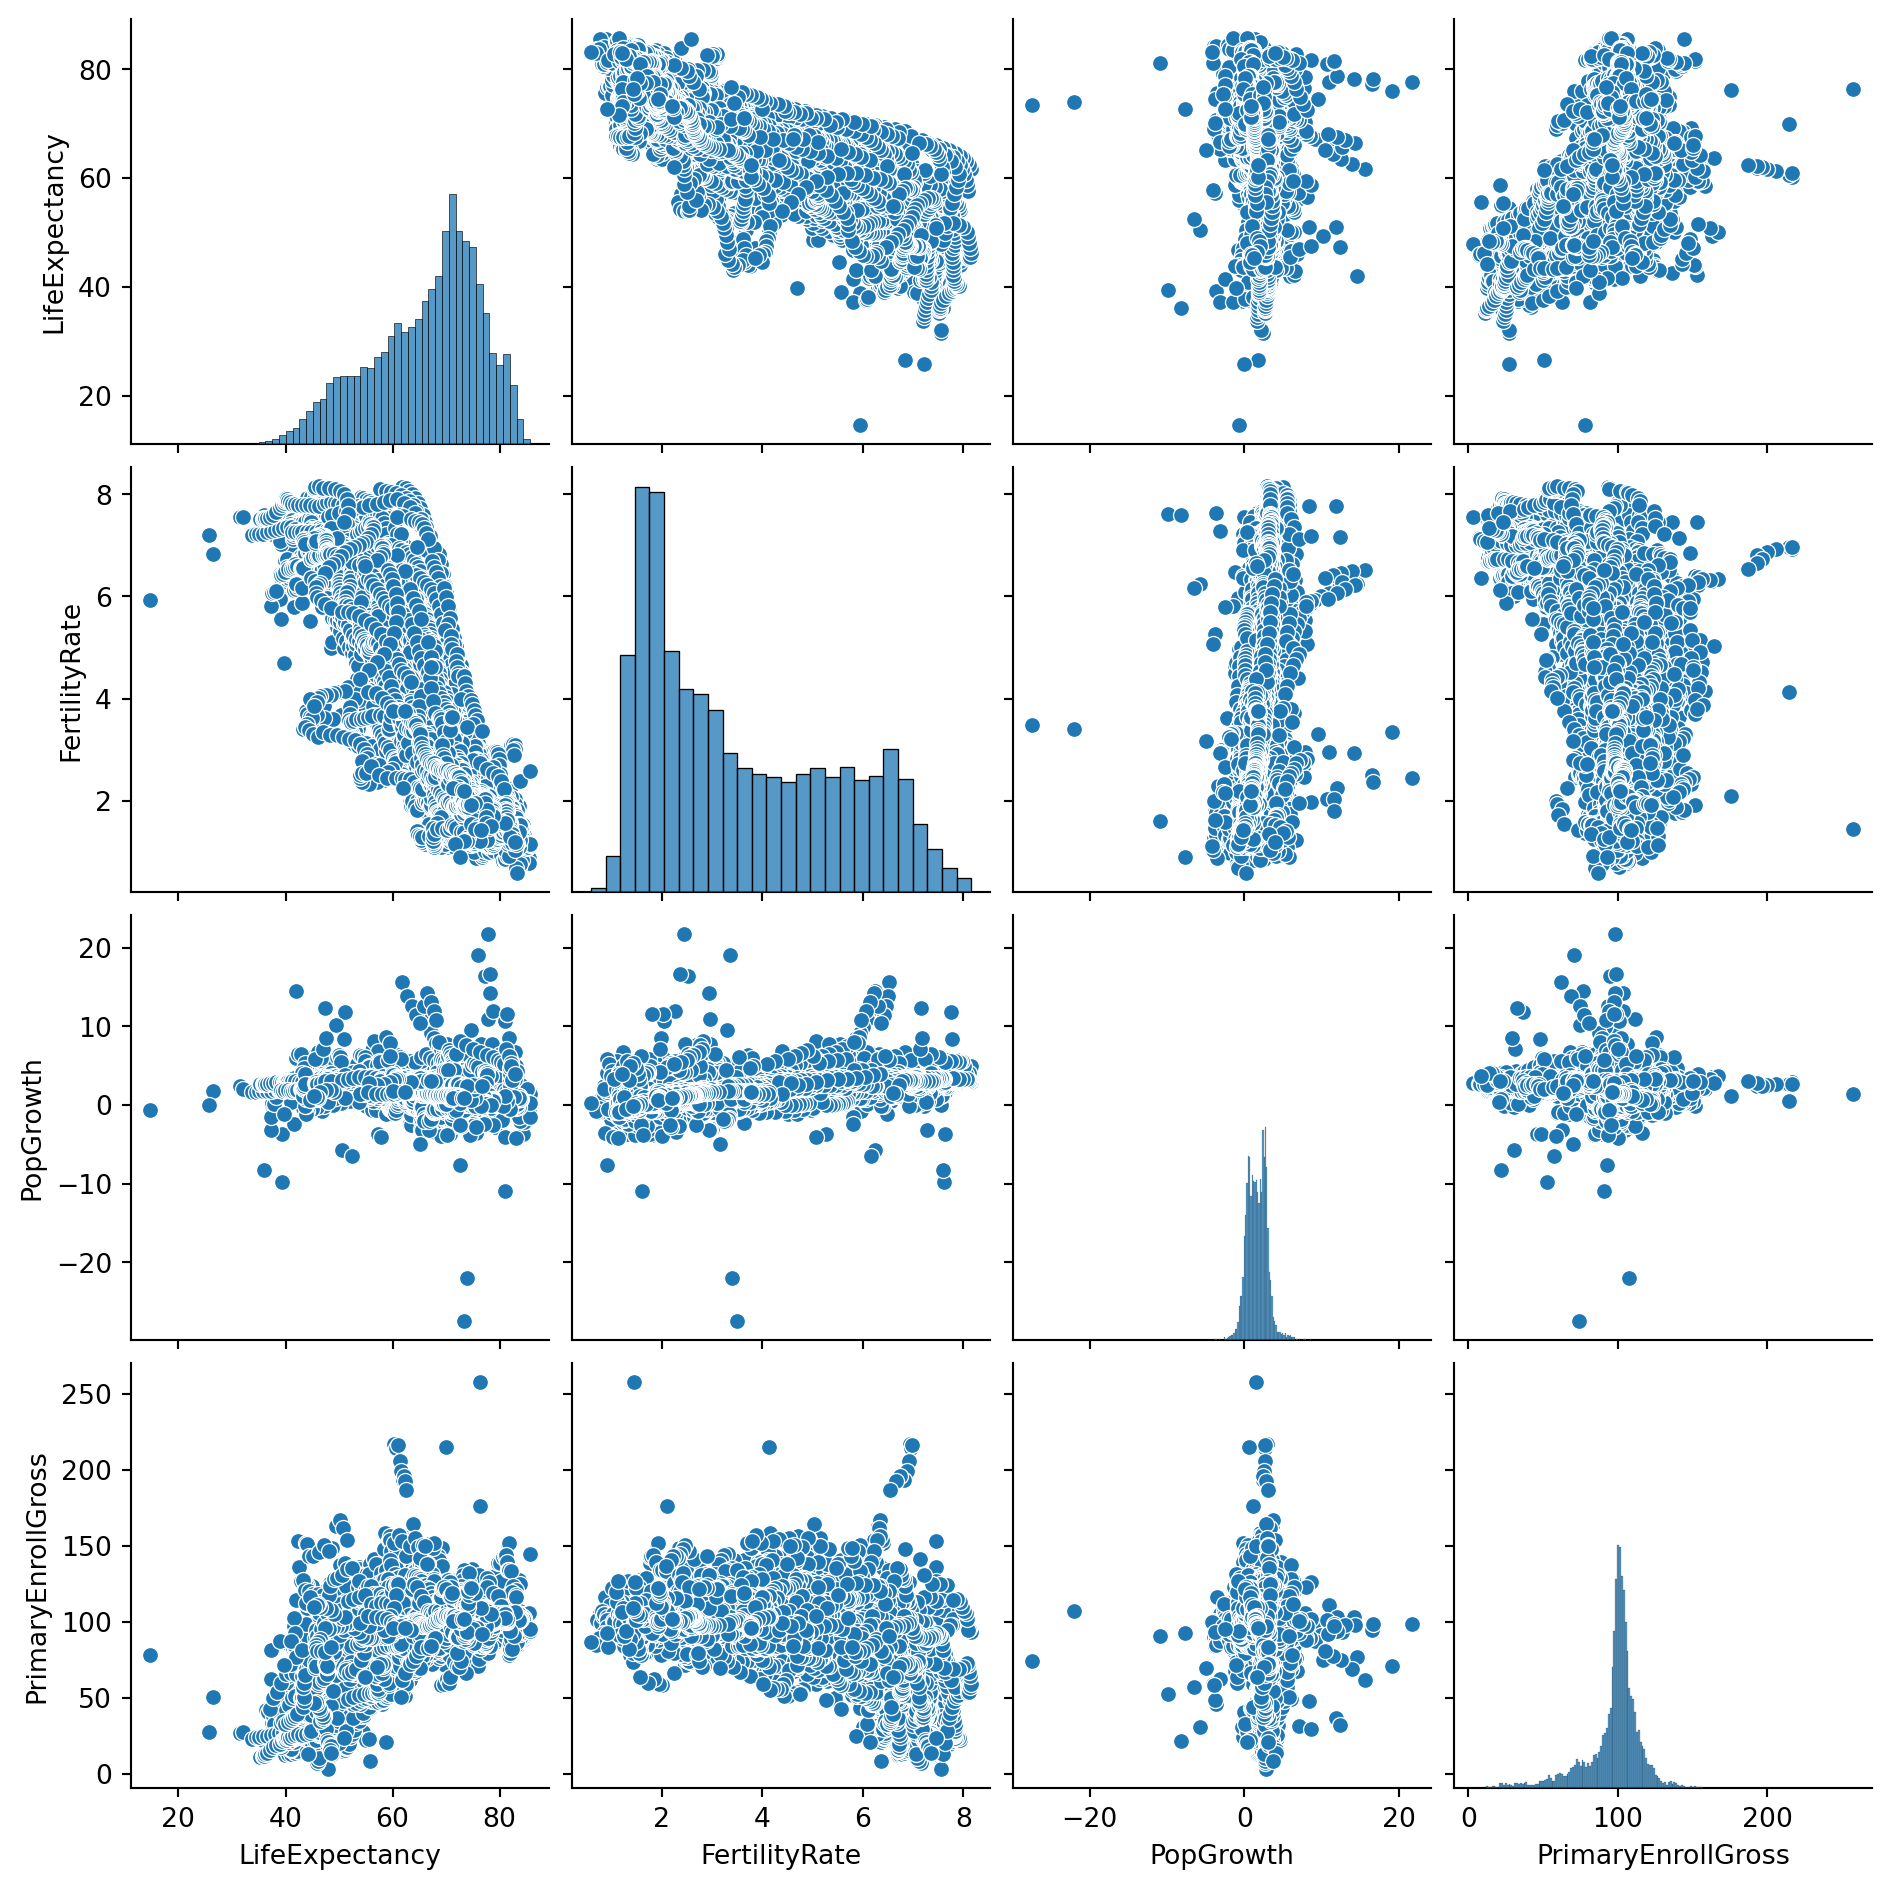 LifeExpectancy
80
60
40
20
FertilityRate
8
6
4
2
PopGrowth
20
10
0
−10
−20
PrimaryEnrollGross
250
200
150
100
50
0
20 40 60 80
2 4 6 8
−20 0 20
0 100 200
LifeExpectancy
FertilityRate
PopGrowth
PrimaryEnrollGross